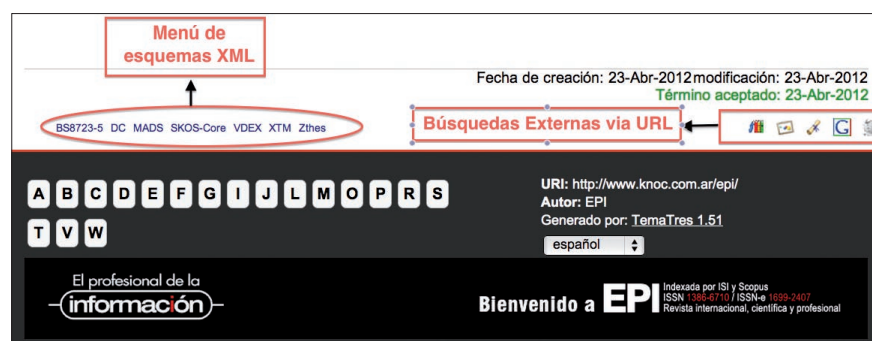 Menú de
esquemas XML
Fecha de creación: 23-Abr-2012 modificación: 23-Abr-2012
Término aceptado: 23-Abr-2012
BS8723-5 DC MADS SKOS-Core VDEX XTM Zthes
Búsquedas Externas via URL
G
A B C D E F G I J L M O P R S
T V W
URI: http://www.knoc.com.ar/epi/
Autor: EPI
Generado por: TemaTres 1.51
español
El profesional de la
información
Bienvenido a EPI
Indexada por ISI y Scopus
ISSN 1386-6710 / ISSN-e 1699-2407
Revista internacional, científica y profesional